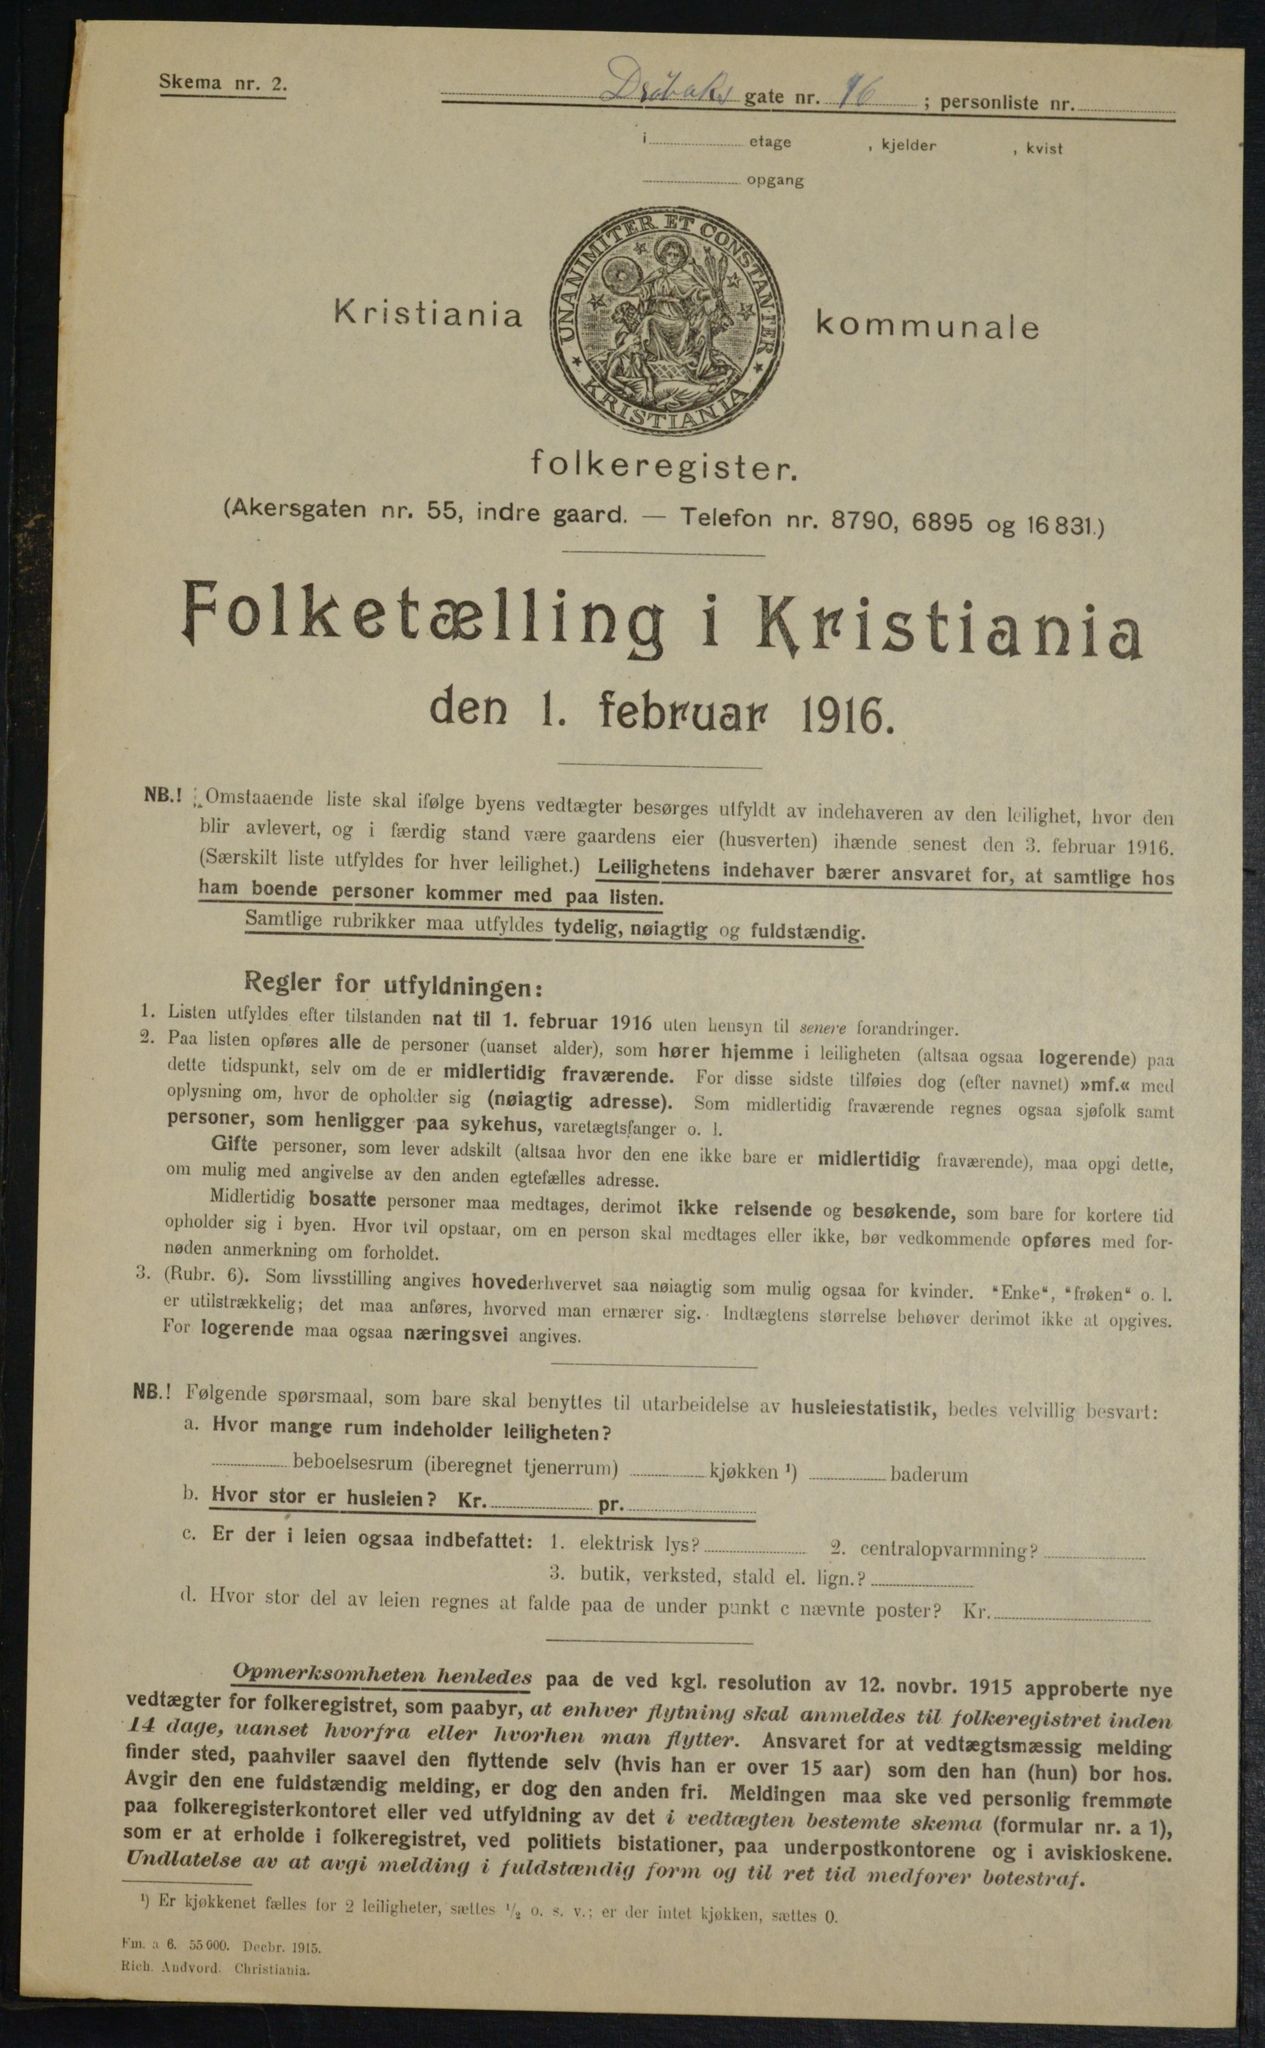 Skema nr. 2.
Drøbaks gate nr. 16 ; personliste nr.
i etage , kjelder , kvist
opgang
UNANIMITER ET CONSTANTER
KRISTIANIA
Kristiania kommunale
folkeregister.
(Akersgaten nr. 55, indre gaard. — Telefon nr. 8790, 6895 og 16831.)
Folketælling i Kristiania
den 1. februar 1916.
NB.! Omstaaende liste skal ifølge byens vedtægter besørges utfyldt av indehaveren av den leilighet, hvor den
blir avlevert, og i færdig stand være gaardens eier (husverten) ihænde senest den 3. februar 1916.
(Særskilt liste utfyldes for hver leilighet.) Leilighetens indehaver bærer ansvaret for, at samtlige hos
ham boende personer kommer med paa listen.
Samtlige rubrikker maa utfyldes tydelig, nøiagtig og fuldstændig.
Regler for utfyldningen:
1. Listen utfyldes efter tilstanden nat til 1. februar 1916 uten hensyn til senere forandringer.
2. Paa listen opføres alle de personer (uanset alder), som hører hjemme i leiligheten (altsaa ogsaa logerende) paa
dette tidspunkt, selv om de er midlertidig fraværende. For disse sidste tilføies dog (efter navnet) »mf.« med
oplysning om, hvor de opholder sig (nøiagtig adresse). Som midlertidig fraværende regnes ogsaa sjøfolk samt
personer, som henligger paa sykehus, varetægtsfanger o. l.
Gifte personer, som lever adskilt (altsaa hvor den ene ikke bare er midlertidig fraværende), maa opgi dette,
om mulig med angivelse av den anden egtefælles adresse.
Midlertidig bosatte personer maa medtages, derimot ikke reisende og besøkende, som bare for kortere tid
opholder sig i byen. Hvor tvil opstaar, om en person skal medtages eller ikke, bør vedkommende opføres med for-
nøden anmerkning om forholdet.
3. (Rubr. 6). Som livsstilling angives hovederhvervet saa nøiagtig som mulig ogsaa for kvinder. "Enke", "frøken" o. l.
er utilstrækkelig; det maa anføres, hvorved man ernærer sig. Indtægtens størrelse behøver derimot ikke at opgives.
For logerende maa ogsaa næringsvei angives.
NB.! Følgende spørsmaal, som bare skal benyttes til utarbeidelse av husleiestatistik, bedes velvillig besvart:
a. Hvor mange rum indeholder leiligheten?
beboelsesrum (iberegnet tjenerrum) kjøkken ¹) baderum
b. Hvor stor er husleien? Kr. pr.
c. Er der i leien ogsaa indbefattet: 1. elektrisk lys? 2. centralopvarmning?
3. butik, verksted, stald el. lign.?
d. Hvor stor del av leien regnes at falde paa de under punkt c nævnte poster? Kr.
Opmerksomheten henledes paa de ved kgl. resolution av 12. novbr. 1915 approberte nye
vedtægter for folkeregistret, som paabyr, at enhver flytning skal anmeldes til folkeregistret inden
14 dage, uanset hvorfra eller hvorhen man flytter. Ansvaret for at vedtægtsmæssig melding
finder sted, paahviler saavel den flyttende selv (hvis han er over 15 aar) som den han (hun) bor hos.
Avgir den ene fuldstændig melding, er dog den anden fri. Meldingen maa ske ved personlig fremmøte
paa folkeregisterkontoret eller ved utfyldning av det i vedtægten bestemte skema (formular nr. a 1),
som er at erholde i folkeregistret, ved politiets bistationer, paa underpostkontorene og i aviskioskene.
Undlatelse av at avgi melding i fuldstændig form og til ret tid medfører bøtestraf.
¹) Er kjøkkenet fælles for 2 leiligheter, sættes ½ o. s. v.; er der intet kjøkken, sættes 0.
Fm. a 6. 55 000. Decbr. 1915.
Rich. Andvord. Christiania.